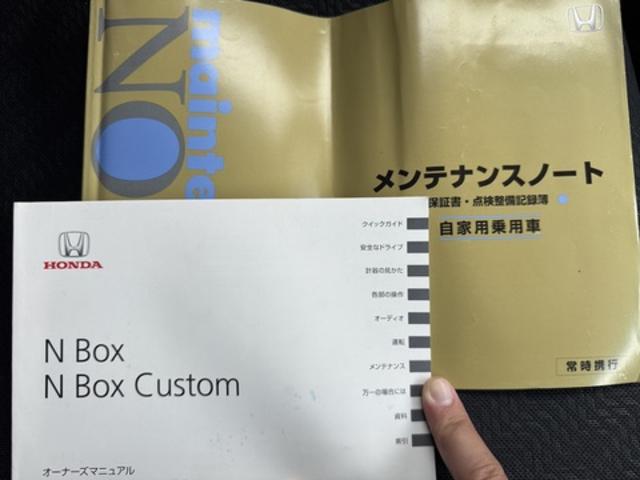 mainte
NO
メンテナンスノート
保証書・点検整備記録簿
自家用乗用車
常時携行
HONDA
クイックガイド
安全なドライブ
計器の見かた
各部の操作
オーディオ
運転
メンテナンス
万一の場合には
資料
索引
N Box
N Box Custom
オーナーズマニュアル